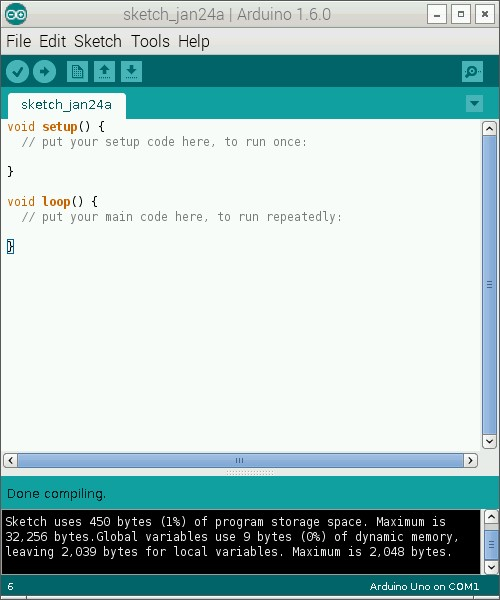 sketch_jan24a | Arduino 1.6.0
File Edit Sketch Tools Help
sketch_jan24a
void setup() {
  // put your setup code here, to run once:
}
void loop() {
  // put your main code here, to run repeatedly:
}
Done compiling.
Sketch uses 450 bytes (1%) of program storage space. Maximum is
32,256 bytes.Global variables use 9 bytes (0%) of dynamic memory,
leaving 2,039 bytes for local variables. Maximum is 2,048 bytes.
6 Arduino Uno on COM1